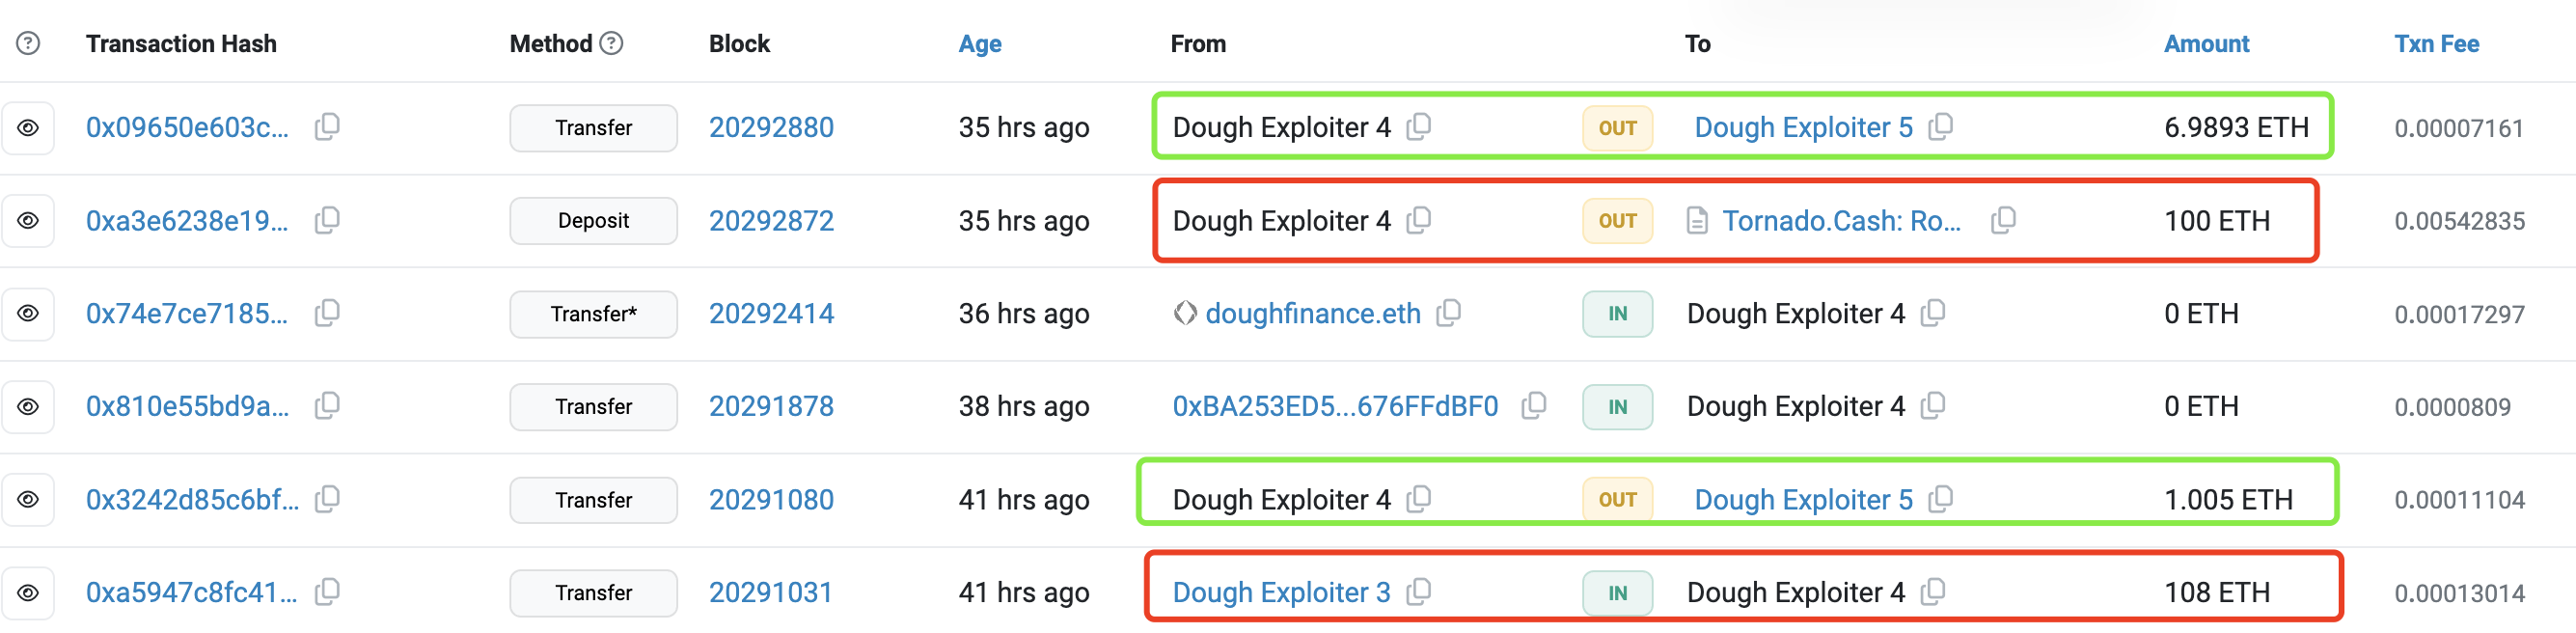 Transaction Hash Method Block Age From To Amount Txn Fee
0x09650e603c... Transfer 20292880 35 hrs ago Dough Exploiter 4 OUT Dough Exploiter 5 6.9893 ETH 0.00007161
0xa3e6238e19... Deposit 20292872 35 hrs ago Dough Exploiter 4 OUT Tornado.Cash: Ro... 100 ETH 0.00542835
0x74e7ce7185... Transfer* 20292414 36 hrs ago doughfinance.eth IN Dough Exploiter 4 0 ETH 0.00017297
0x810e55bd9a... Transfer 20291878 38 hrs ago 0xBA253ED5...676FFdBF0 IN Dough Exploiter 4 0 ETH 0.0000809
0x3242d85c6bf... Transfer 20291080 41 hrs ago Dough Exploiter 4 OUT Dough Exploiter 5 1.005 ETH 0.00011104
0xa5947c8fc41... Transfer 20291031 41 hrs ago Dough Exploiter 3 IN Dough Exploiter 4 108 ETH 0.00013014